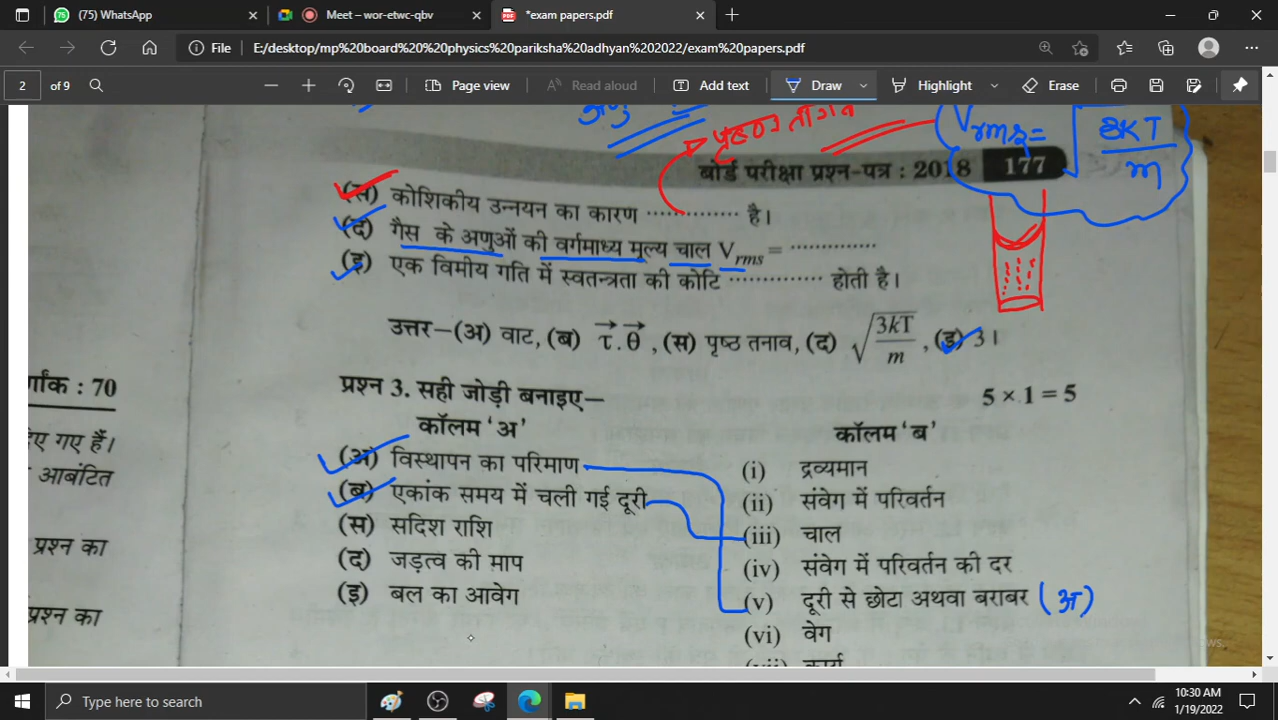 (75) WhatsApp
Meet – wor-etwc-qbv
*exam papers.pdf
File E:/desktop/mp%20board%20%20physics%20pariksha%20adhyan%202022/exam%20papers.pdf
2 of 9 Page view Read aloud Add text Draw Highlight Erase
अणु
पृष्ठ तनाव
Vrms = √8KT/m
बोर्ड परीक्षा प्रश्न-पत्र : 2018 177
(स) कोशिकीय उन्नयन का कारण .............. है।
(द) गैस के अणुओं की वर्गमाध्य मूल्य चाल Vrms = ..............
(इ) एक विमीय गति में स्वतन्त्रता की कोटि .............. होती है।
उत्तर–(अ) वाट, (ब) τ→.θ→, (स) पृष्ठ तनाव, (द) √3kT/m, (इ) 3।
र्णांक : 70
प्रश्न 3. सही जोड़ी बनाइए– 5 × 1 = 5
कॉलम 'अ' कॉलम 'ब'
दिए गए हैं।
आबंटित
प्रश्न का
प्रश्न का
(अ) विस्थापन का परिमाण (i) द्रव्यमान
(ब) एकांक समय में चली गई दूरी (ii) संवेग में परिवर्तन
(स) सदिश राशि (iii) चाल
(द) जड़त्व की माप (iv) संवेग में परिवर्तन की दर
(इ) बल का आवेग (v) दूरी से छोटा अथवा बराबर (अ)
(vi) वेग
(vii) कार्य
Type here to search
10:30 AM
1/19/2022